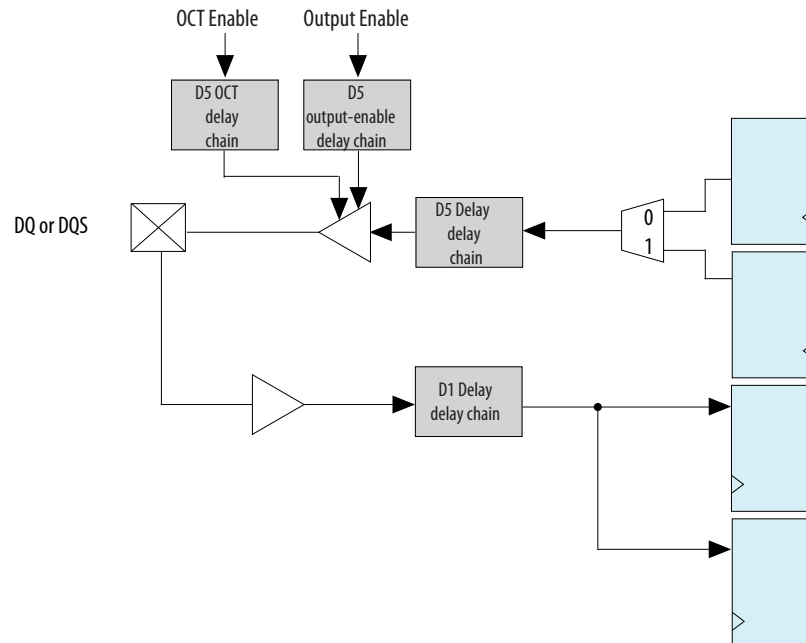 OCT Enable
Output Enable
D5 OCT
delay
chain
D5
output-enable
delay chain
DQ or DQS
D5 Delay
delay
chain
0
1
D1 Delay
delay chain